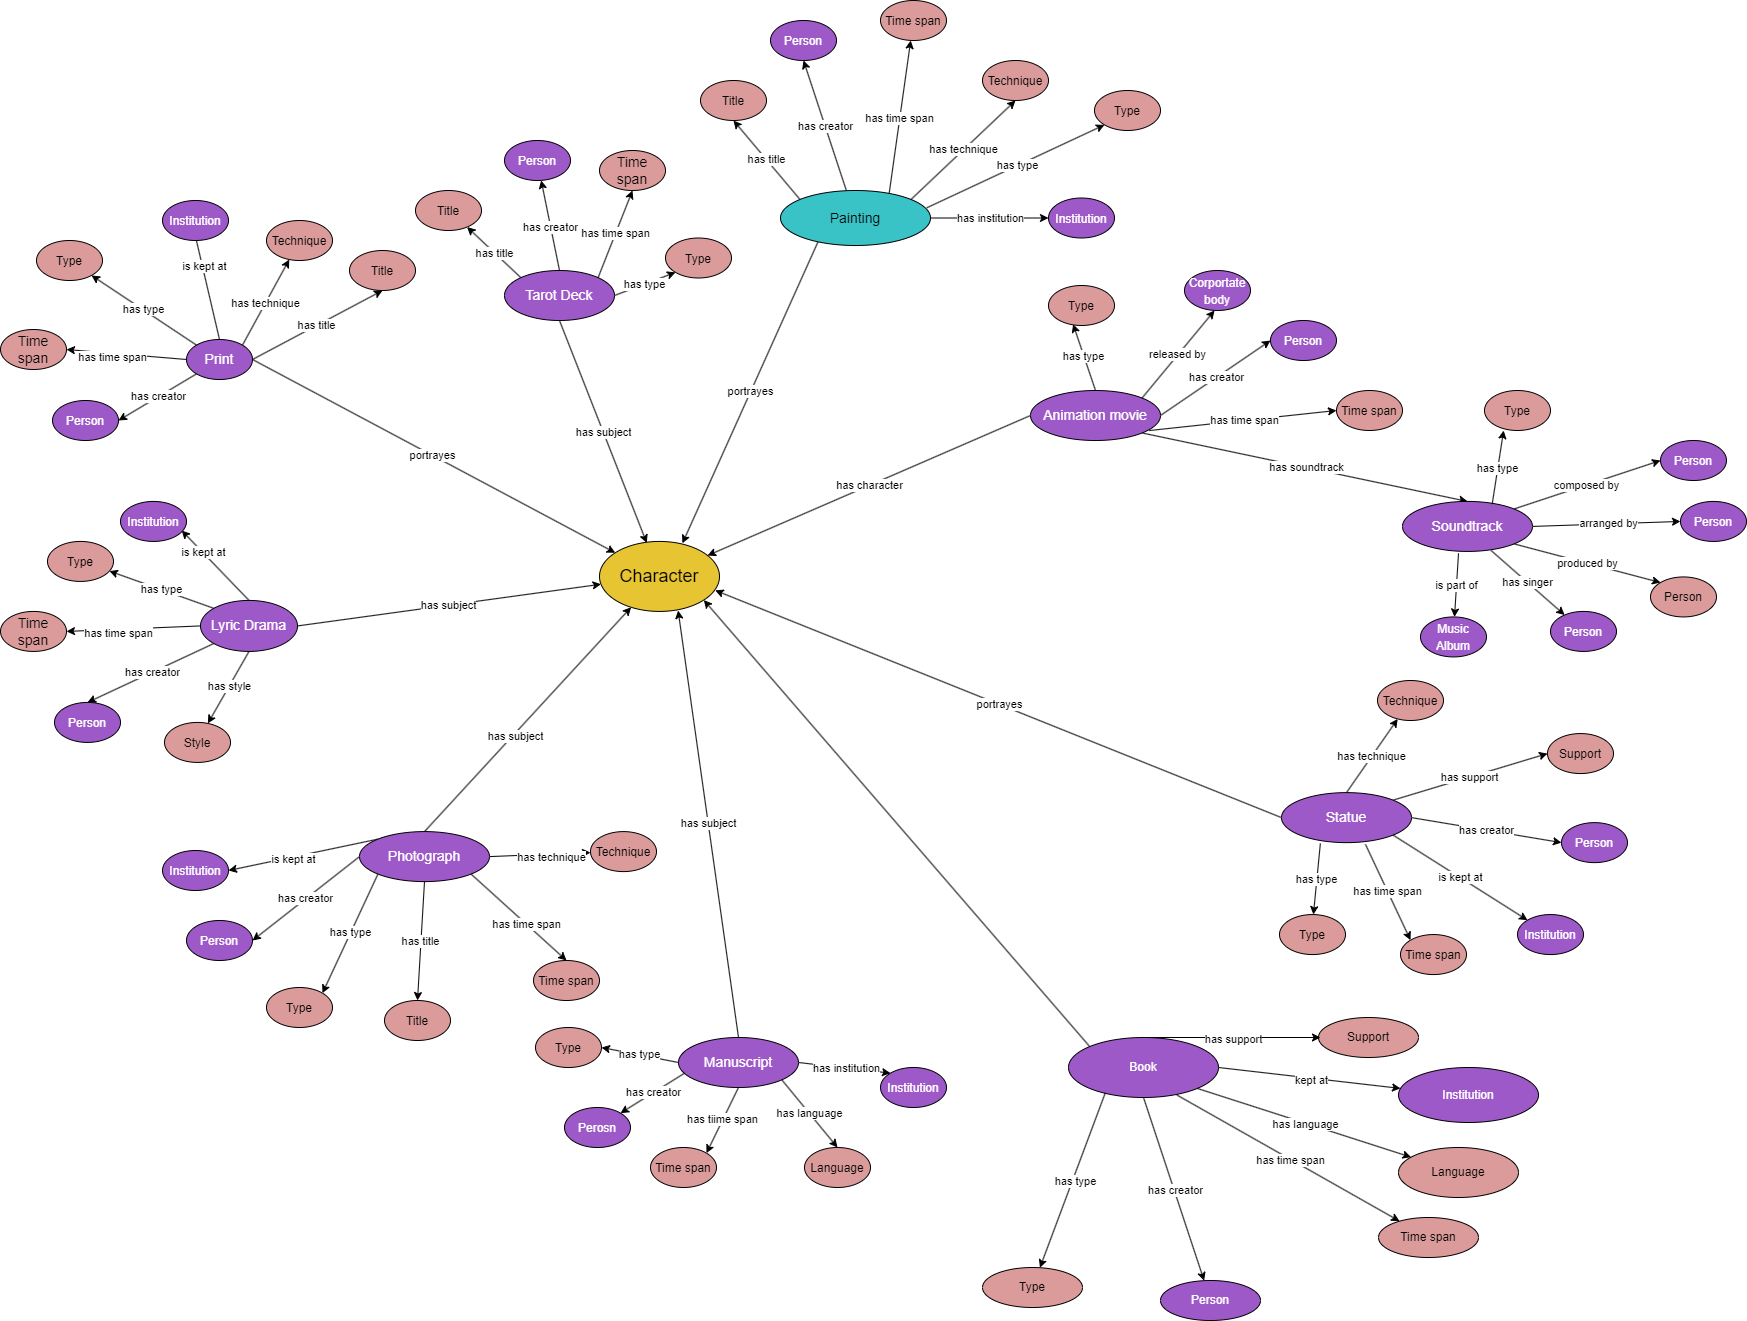 Time span
Person
Technique
Title
Type
has time span
has creator
has technique
has title
has type
Painting
has institution
Institution
portrayes
Person
Time
span
Title
has creator
has time span
has title
Type
has type
Tarot Deck
has subject
Institution
Technique
Type
Title
is kept at
has technique
has type
has title
Time
span
has time span
Print
has creator
Person
portrayes
Corportate
body
Type
Person
released by
has type
has creator
Animation movie
has time span
Time span
has character
has soundtrack
Type
has type
Person
composed by
Soundtrack
arranged by
Person
produced by
Person
is part of
has singer
Music
Album
Person
Character
Institution
is kept at
Type
has type
Time
span
has time span
Lyric Drama
has subject
has creator
has style
Person
Style
Technique
portrayes
has technique
Support
has support
Statue
has creator
Person
has type
has time span
is kept at
Type
Time span
Institution
has subject
Photograph
has technique
Technique
is kept at
Institution
has creator
Person
has type
has title
has time span
Type
Title
Time span
has subject
Type
has type
Manuscript
has institution
Institution
has creator
Perosn
has tiime span
has language
Time span
Language
has support
Support
Book
kept at
Institution
has language
Language
has time span
Time span
has type
has creator
Type
Person